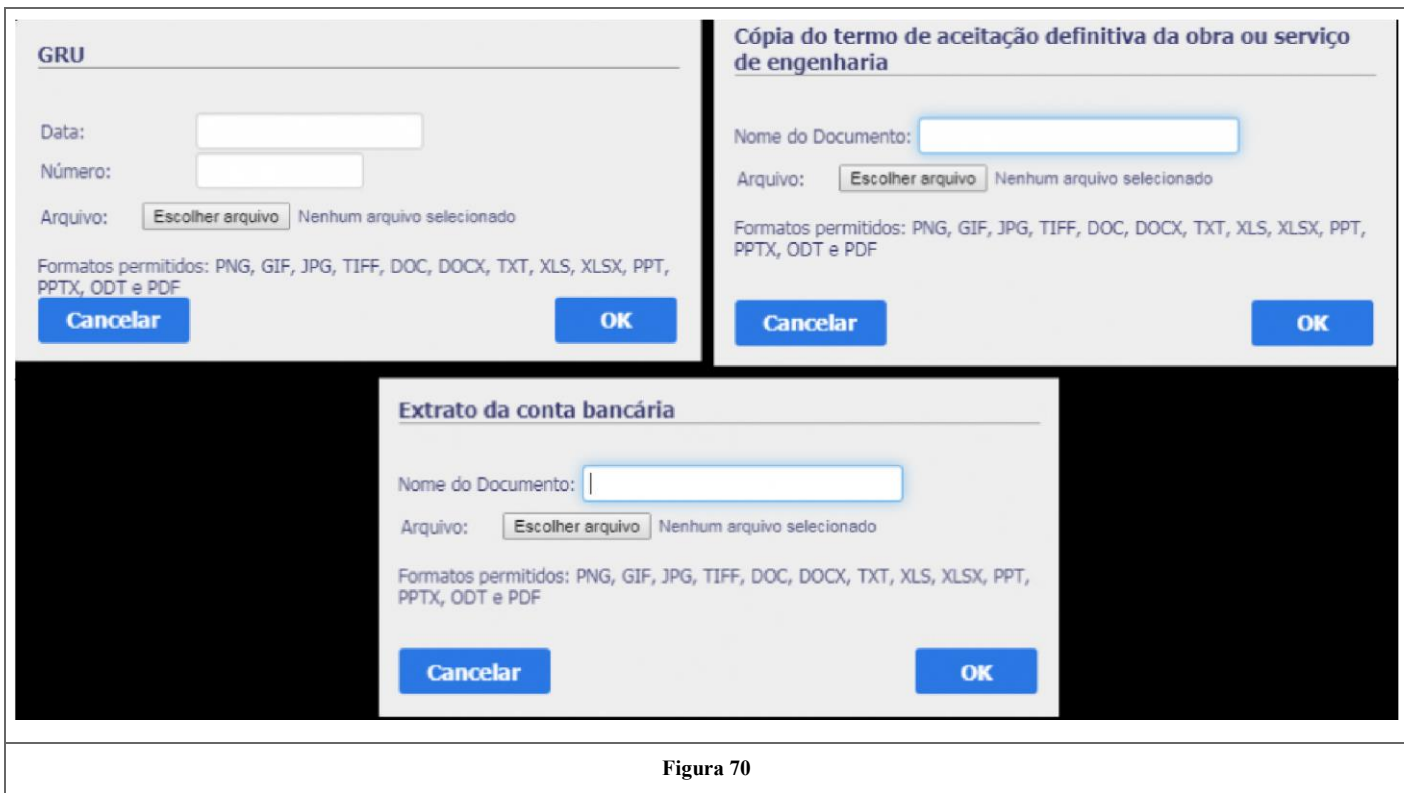 GRU
Data:
Número:
Arquivo: Escolher arquivo Nenhum arquivo selecionado
Formatos permitidos: PNG, GIF, JPG, TIFF, DOC, DOCX, TXT, XLS, XLSX, PPT,
PPTX, ODT e PDF
Cancelar OK
Cópia do termo de aceitação definitiva da obra ou serviço
de engenharia
Nome do Documento:
Arquivo: Escolher arquivo Nenhum arquivo selecionado
Formatos permitidos: PNG, GIF, JPG, TIFF, DOC, DOCX, TXT, XLS, XLSX, PPT,
PPTX, ODT e PDF
Cancelar OK
Extrato da conta bancária
Nome do Documento:
Arquivo: Escolher arquivo Nenhum arquivo selecionado
Formatos permitidos: PNG, GIF, JPG, TIFF, DOC, DOCX, TXT, XLS, XLSX, PPT,
PPTX, ODT e PDF
Cancelar OK
Figura 70